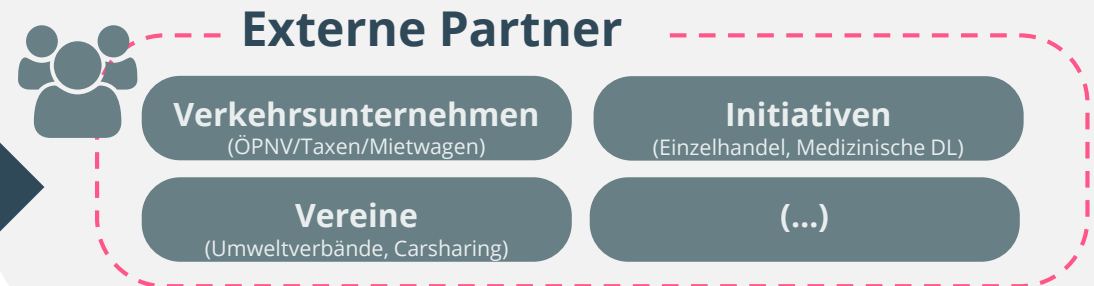 Externe Partner
Verkehrsunternehmen
(ÖPNV/Taxen/Mietwagen)
Initiativen
(Einzelhandel, Medizinische DL)
Vereine
(Umweltverbände, Carsharing)
(...)